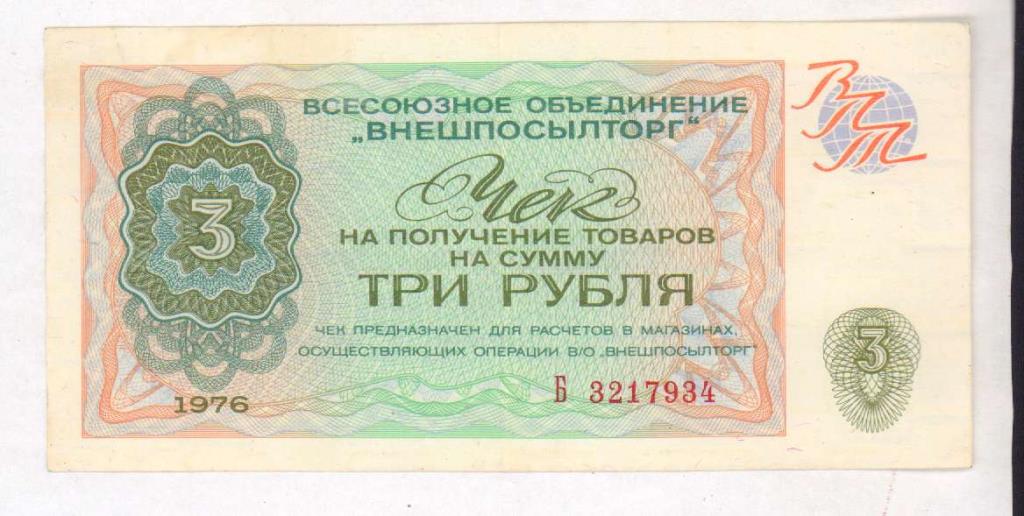 ВСЕСОЮЗНОЕ ОБЪЕДИНЕНИЕ
„ВНЕШПОСЫЛТОРГ“
ВПТ
Чек
НА ПОЛУЧЕНИЕ ТОВАРОВ
НА СУММУ
3
ТРИ РУБЛЯ
ЧЕК ПРЕДНАЗНАЧЕН ДЛЯ РАСЧЕТОВ В МАГАЗИНАХ,
ОСУЩЕСТВЛЯЮЩИХ ОПЕРАЦИИ В/О „ВНЕШПОСЫЛТОРГ“
3
1976
Б 3217934